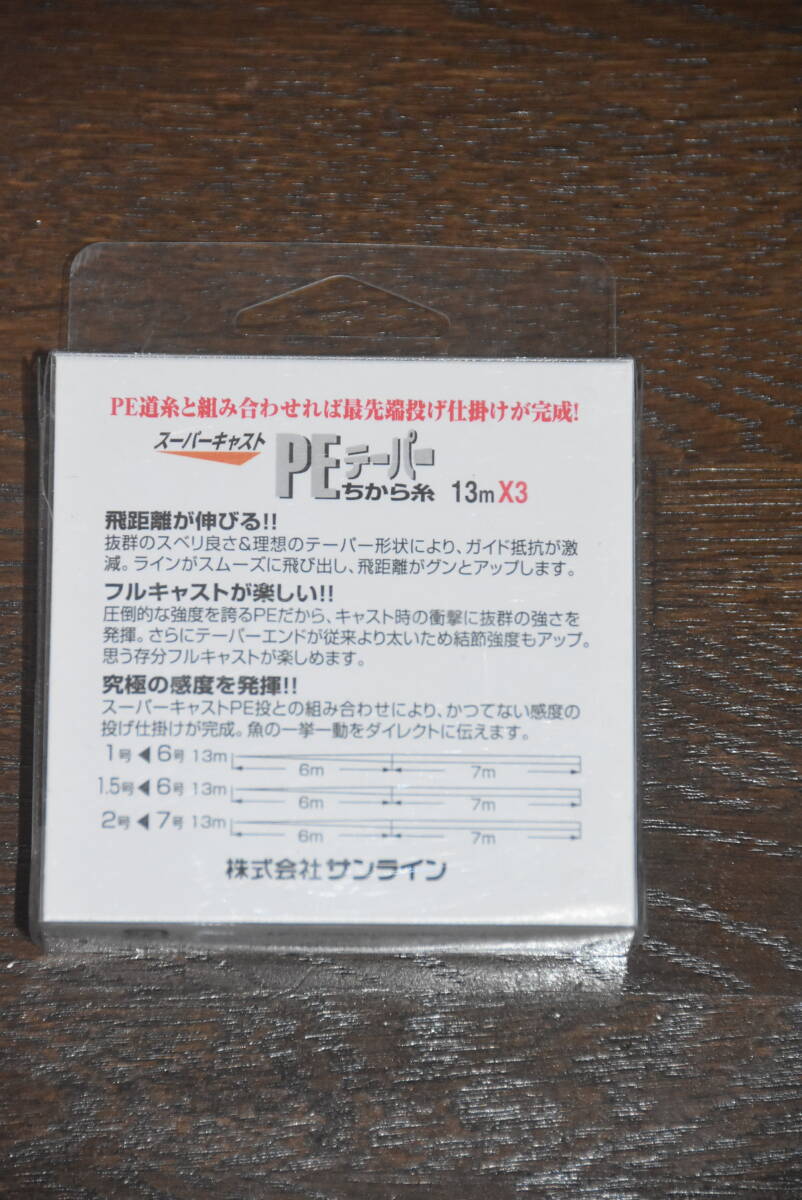 PE道糸と組み合わせれば最先端投げ仕掛けが完成!
スーパーキャスト PEテーパーちから糸 13m X3
飛距離が伸びる!!
抜群のスベリ良さ&理想のテーパー形状により、ガイド抵抗が激
減。ラインがスムーズに飛び出し、飛距離がグンとアップします。
フルキャストが楽しい!!
圧倒的な強度を誇るPEだから、キャスト時の衝撃に抜群の強さを
発揮。さらにテーパーエンドが従来より太いため結節強度もアップ。
思う存分フルキャストが楽しめます。
究極の感度を発揮!!
スーパーキャストPE投との組み合わせにより、かつてない感度の
投げ仕掛けが完成。魚の一挙一動をダイレクトに伝えます。
1号◀6号 13m 6m 7m
1.5号◀6号 13m 6m 7m
2号◀7号 13m 6m 7m
株式会社サンライン